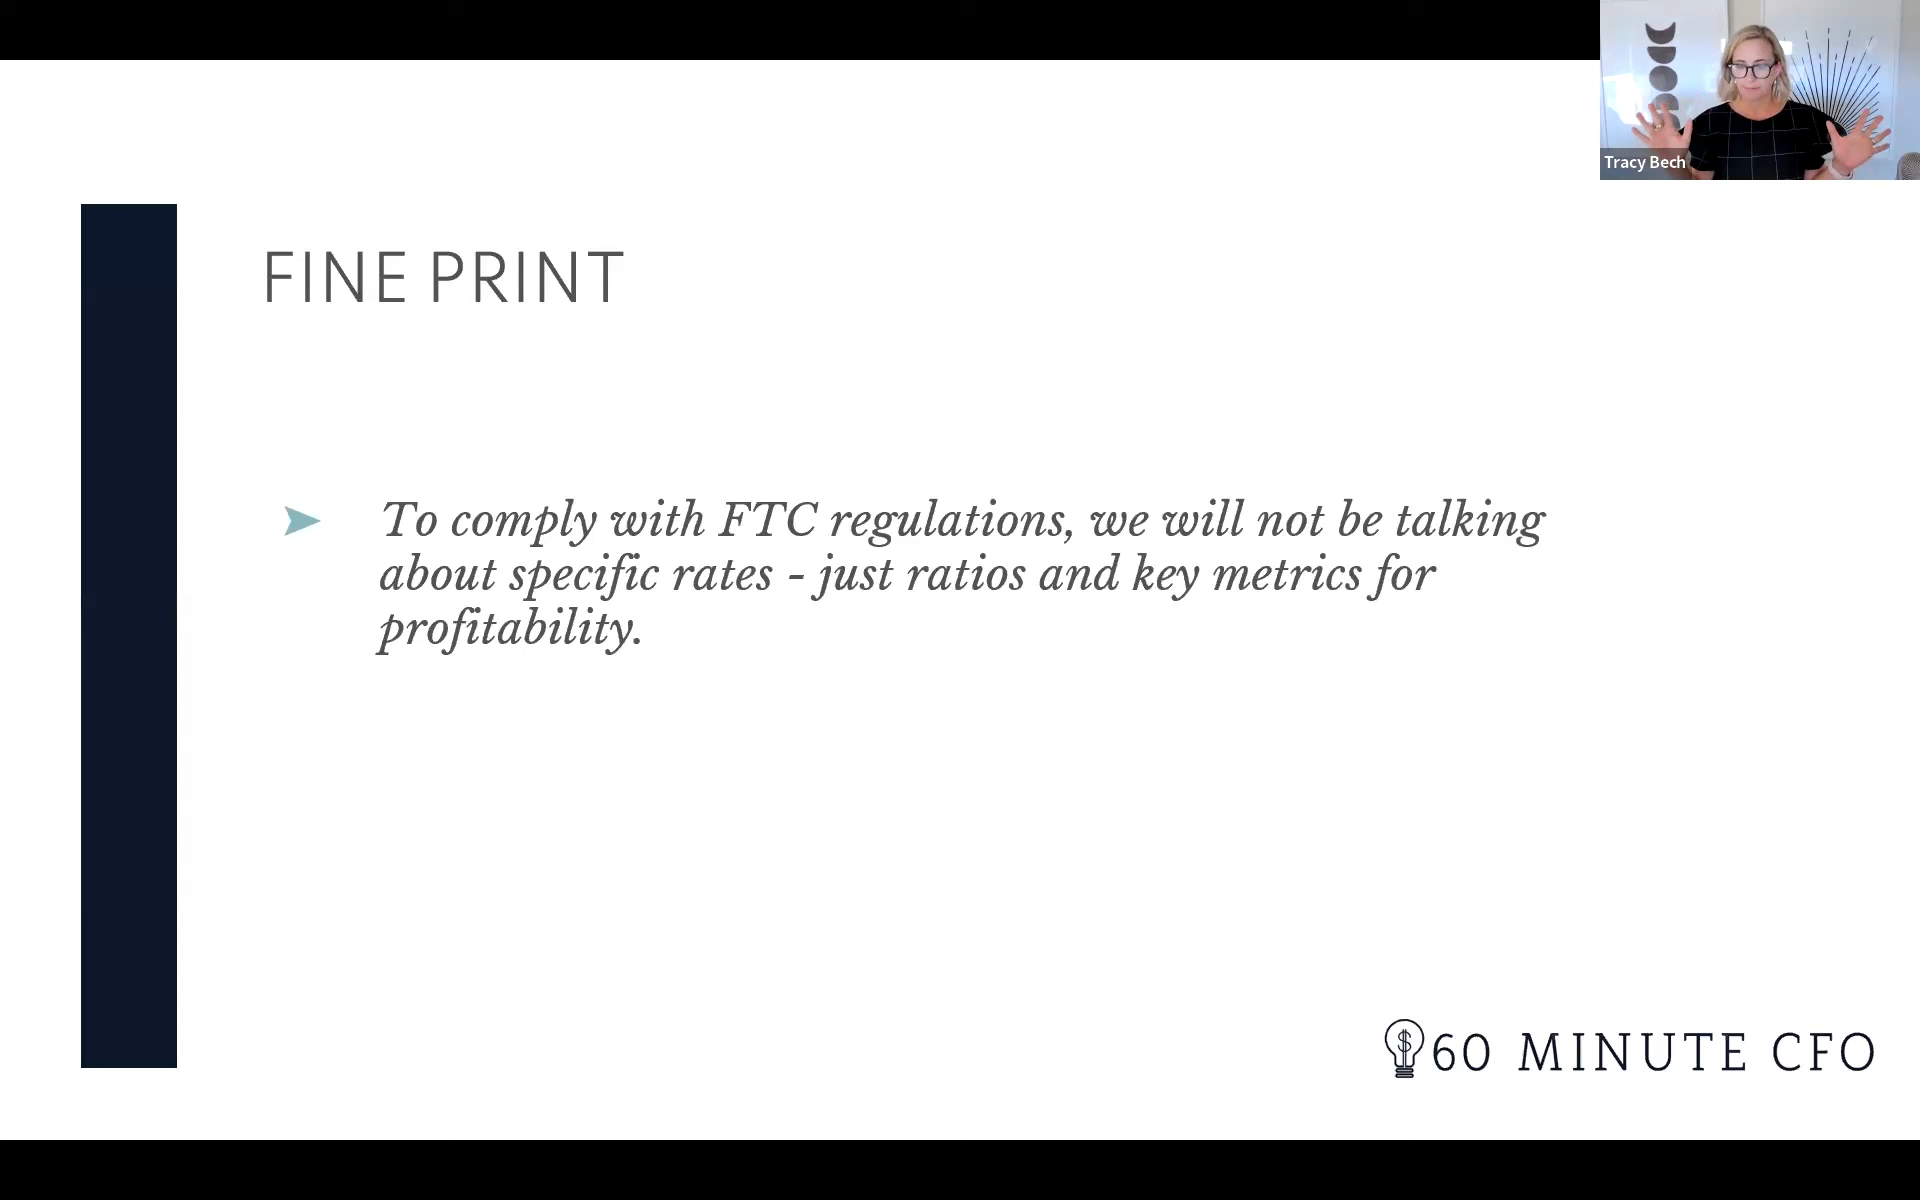 Tracy Bech
FINE PRINT
To comply with FTC regulations, we will not be talking
about specific rates - just ratios and key metrics for
profitability.
60 MINUTE CFO